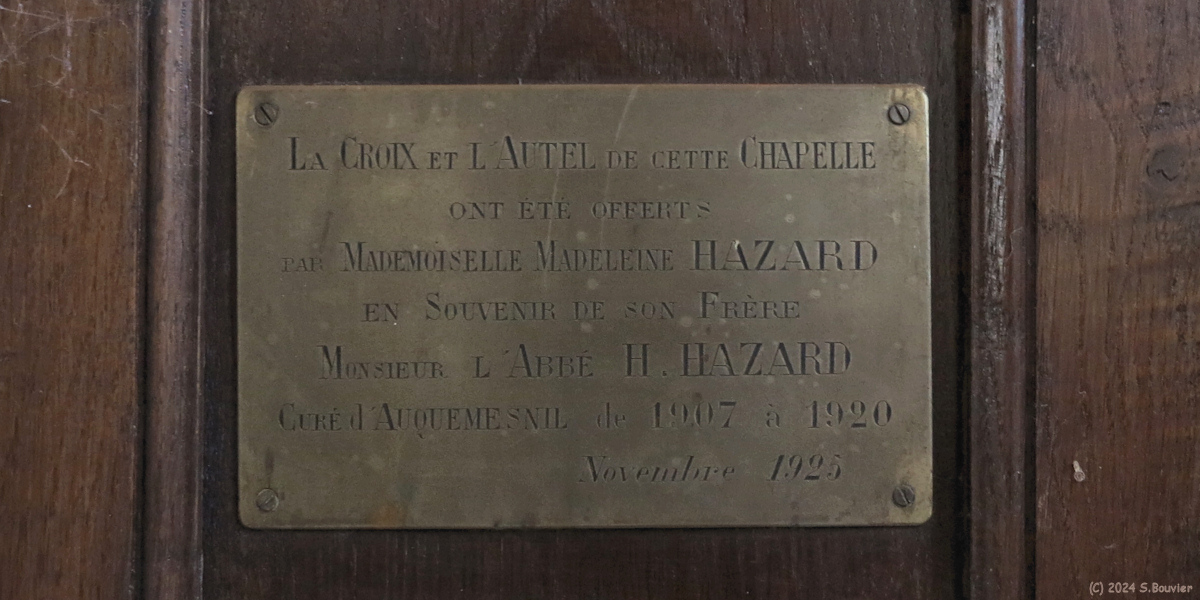 LA CROIX ET L'AUTEL DE CETTE CHAPELLE
ONT ÉTÉ OFFERTS
PAR MADEMOISELLE MADELEINE HAZARD
EN SOUVENIR DE SON FRÈRE
MONSIEUR L'ABBÉ H. HAZARD
CURÉ d'AUQUEMESNIL de 1907 à 1920
Novembre 1925
(C) 2024 S.Bouvier